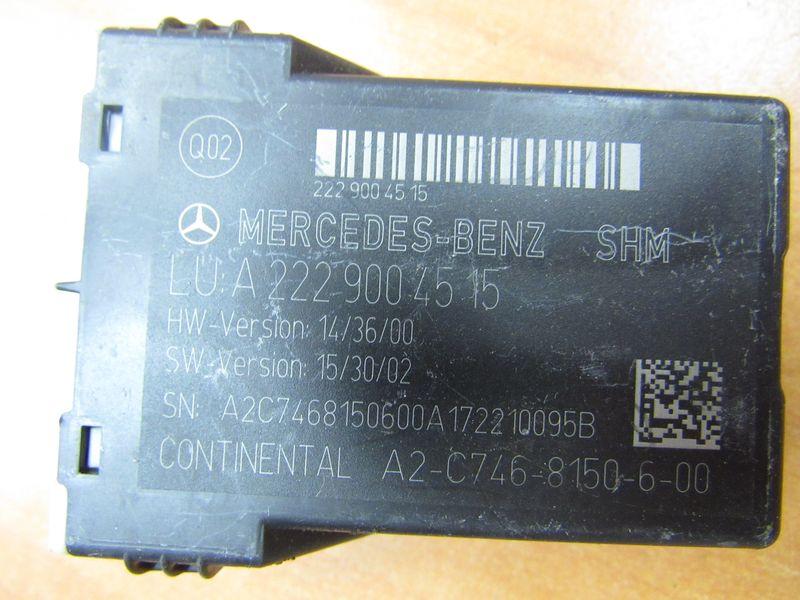 Q02
222 900 45 15
MERCEDES-BENZ SHM
LU: A 222 900 45 15
HW-Version: 14/36/00
SW-Version: 15/30/02
SN: A2C7468150600A172210095B
CONTINENTAL A2-C746-8150-6-00